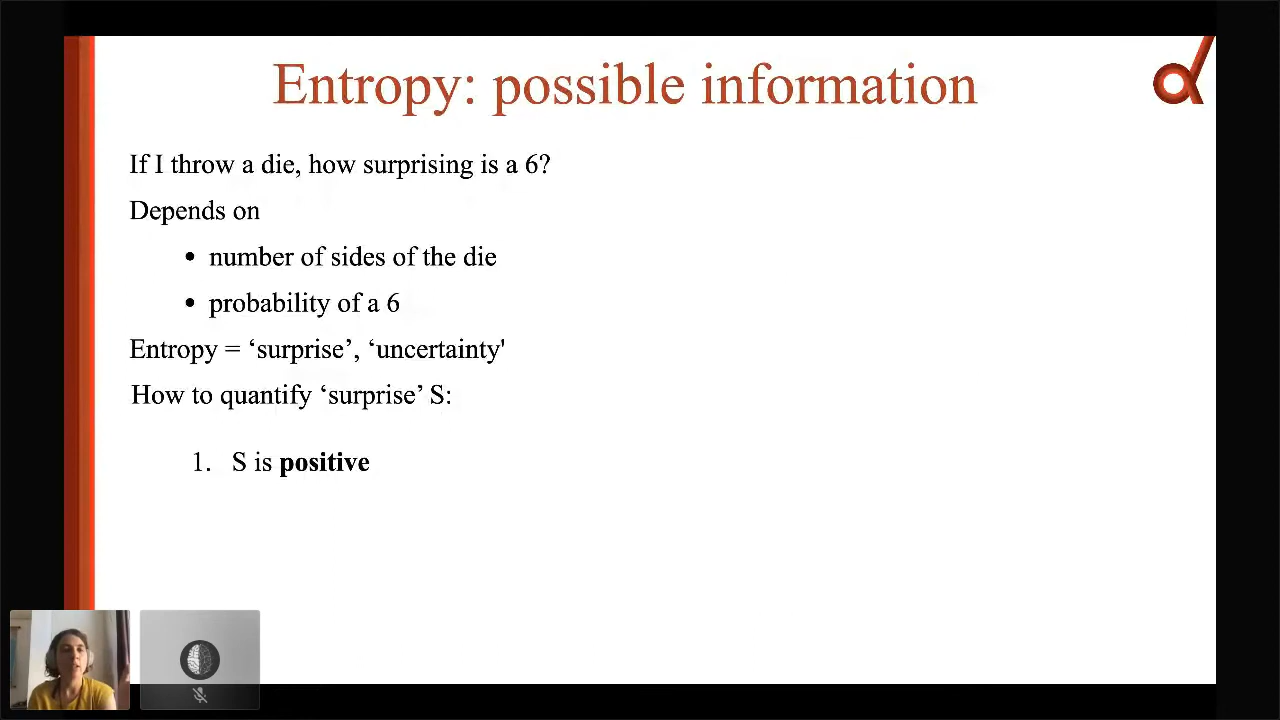 Entropy: possible information
If I throw a die, how surprising is a 6?
Depends on
• number of sides of the die
• probability of a 6
Entropy = ‘surprise’, ‘uncertainty'
How to quantify ‘surprise’ S:
1. S is positive